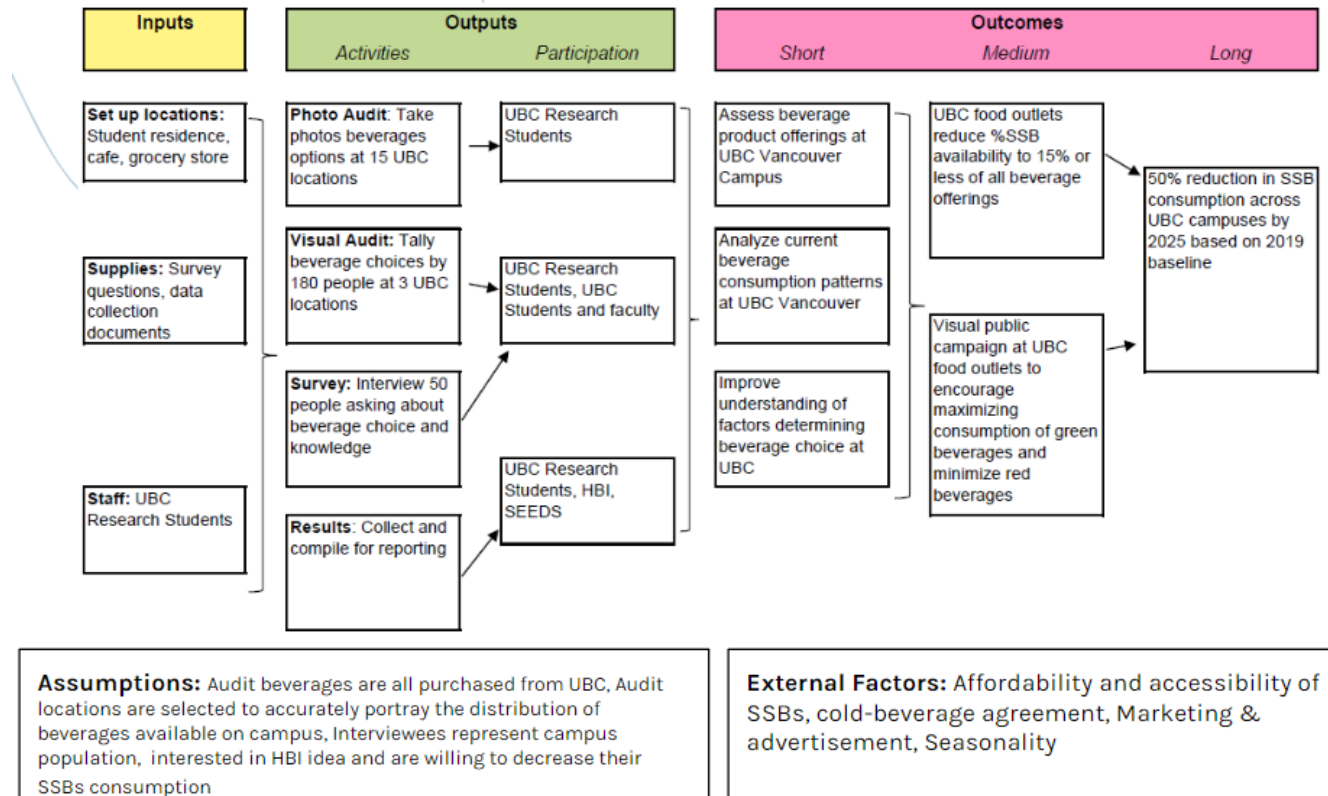 Inputs
Outputs
Activities
Participation
Outcomes
Short
Medium
Long
Set up locations:
Student residence,
cafe, grocery store
Supplies: Survey
questions, data
collection
documents
Staff: UBC
Research Students
Photo Audit: Take
photos beverages
options at 15 UBC
locations
Visual Audit: Tally
beverage choices by
180 people at 3 UBC
locations
Survey: Interview 50
people asking about
beverage choice and
knowledge
Results: Collect and
compile for reporting
UBC Research
Students
UBC Research
Students, UBC
Students and faculty
UBC Research
Students, HBI,
SEEDS
Assess beverage
product offerings at
UBC Vancouver
Campus
Analyze current
beverage
consumption patterns
at UBC Vancouver
Improve
understanding of
factors determining
beverage choice at
UBC
UBC food outlets
reduce %SSB
availability to 15% or
less of all beverage
offerings
Visual public
campaign at UBC
food outlets to
encourage
maximizing
consumption of green
beverages and
minimize red
beverages
50% reduction in SSB
consumption across
UBC campuses by
2025 based on 2019
baseline
Assumptions: Audit beverages are all purchased from UBC, Audit
locations are selected to accurately portray the distribution of
beverages available on campus, Interviewees represent campus
population, interested in HBI idea and are willing to decrease their
SSBs consumption
External Factors: Affordability and accessibility of
SSBs, cold-beverage agreement, Marketing &
advertisement, Seasonality